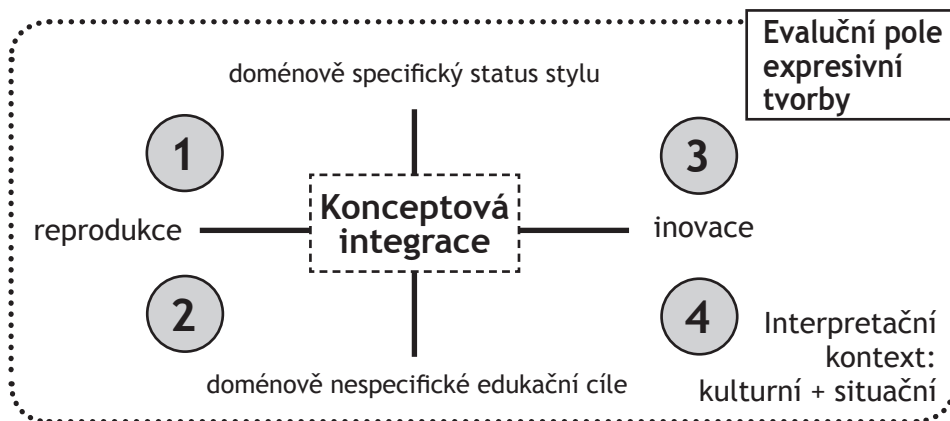 Evaluční pole
expresivní
tvorby
doménově specifický status stylu
1
3
Konceptová
integrace
reprodukce
inovace
2
4
Interpretační
kontext:
kulturní + situační
doménově nespecifické edukační cíle